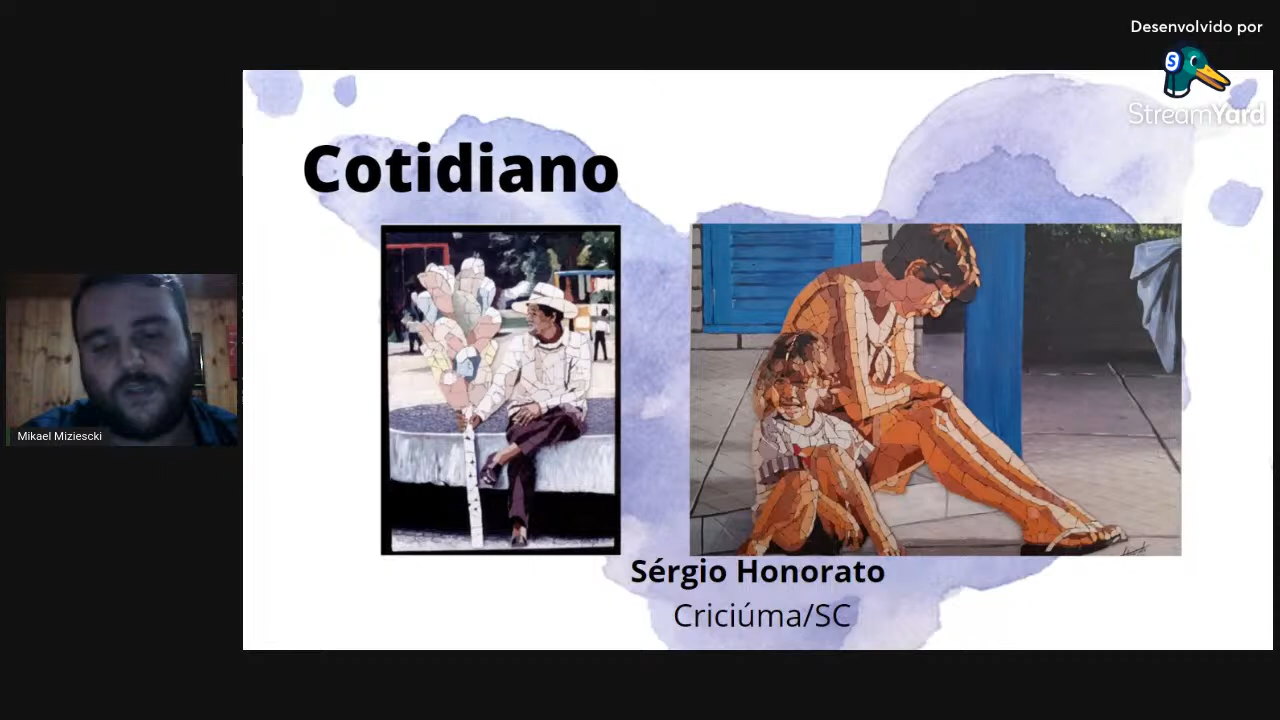 Desenvolvido por
StreamYard
Cotidiano
Mikael Miziescki
Sérgio Honorato
Criciúma/SC